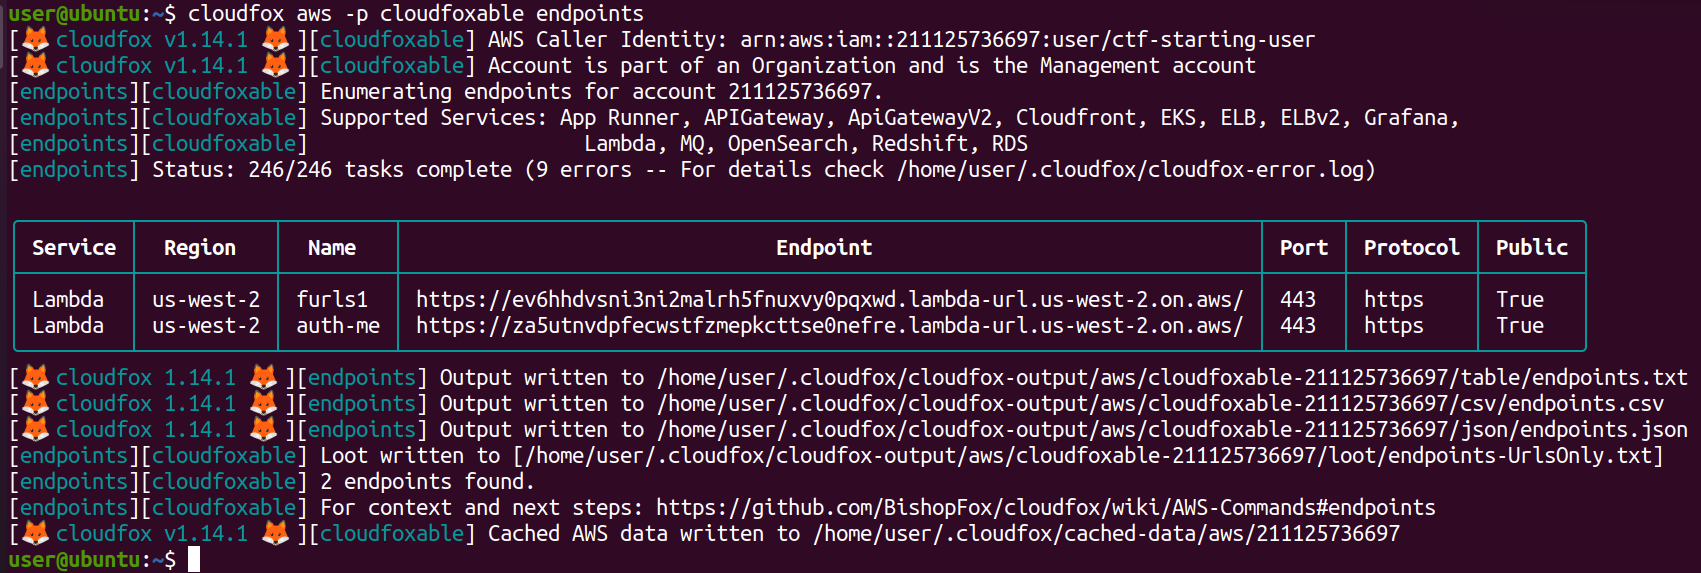 user@ubuntu:~$ cloudfox aws -p cloudfoxable endpoints
[🦊 cloudfox v1.14.1 🦊 ][cloudfoxable] AWS Caller Identity: arn:aws:iam::211125736697:user/ctf-starting-user
[🦊 cloudfox v1.14.1 🦊 ][cloudfoxable] Account is part of an Organization and is the Management account
[endpoints][cloudfoxable] Enumerating endpoints for account 211125736697.
[endpoints][cloudfoxable] Supported Services: App Runner, APIGateway, ApiGatewayV2, Cloudfront, EKS, ELB, ELBv2, Grafana,
[endpoints][cloudfoxable] Lambda, MQ, OpenSearch, Redshift, RDS
[endpoints] Status: 246/246 tasks complete (9 errors -- For details check /home/user/.cloudfox/cloudfox-error.log)
Service Region Name Endpoint Port Protocol Public
Lambda us-west-2 furls1 https://ev6hhdvsni3ni2malrh5fnuxvy0pqxwd.lambda-url.us-west-2.on.aws/ 443 https True
Lambda us-west-2 auth-me https://za5utnvdpfecwstfzmepkcttse0nefre.lambda-url.us-west-2.on.aws/ 443 https True
[🦊 cloudfox 1.14.1 🦊 ][endpoints] Output written to /home/user/.cloudfox/cloudfox-output/aws/cloudfoxable-211125736697/table/endpoints.txt
[🦊 cloudfox 1.14.1 🦊 ][endpoints] Output written to /home/user/.cloudfox/cloudfox-output/aws/cloudfoxable-211125736697/csv/endpoints.csv
[🦊 cloudfox 1.14.1 🦊 ][endpoints] Output written to /home/user/.cloudfox/cloudfox-output/aws/cloudfoxable-211125736697/json/endpoints.json
[endpoints][cloudfoxable] Loot written to [/home/user/.cloudfox/cloudfox-output/aws/cloudfoxable-211125736697/loot/endpoints-UrlsOnly.txt]
[endpoints][cloudfoxable] 2 endpoints found.
[endpoints][cloudfoxable] For context and next steps: https://github.com/BishopFox/cloudfox/wiki/AWS-Commands#endpoints
[🦊 cloudfox v1.14.1 🦊 ][cloudfoxable] Cached AWS data written to /home/user/.cloudfox/cached-data/aws/211125736697
user@ubuntu:~$